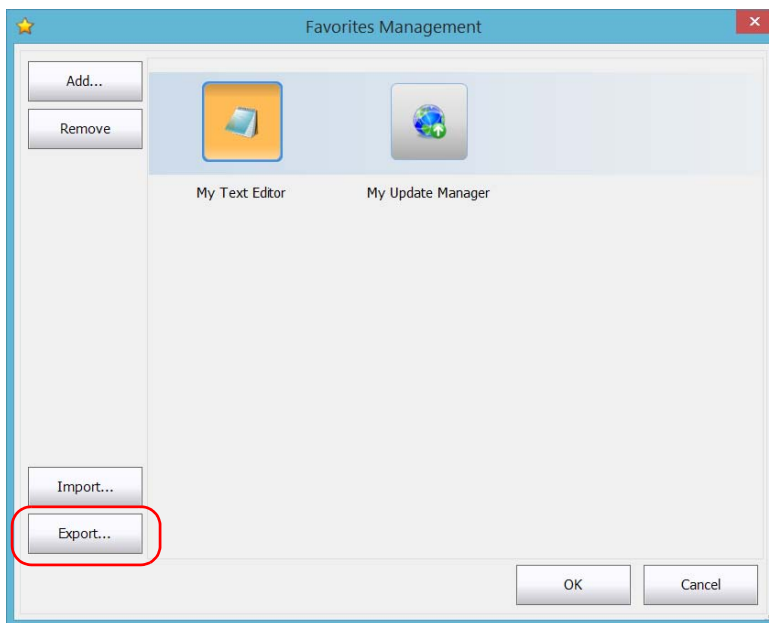 Favorites Management
Add...
Remove
My Text Editor
My Update Manager
Import...
Export...
OK
Cancel